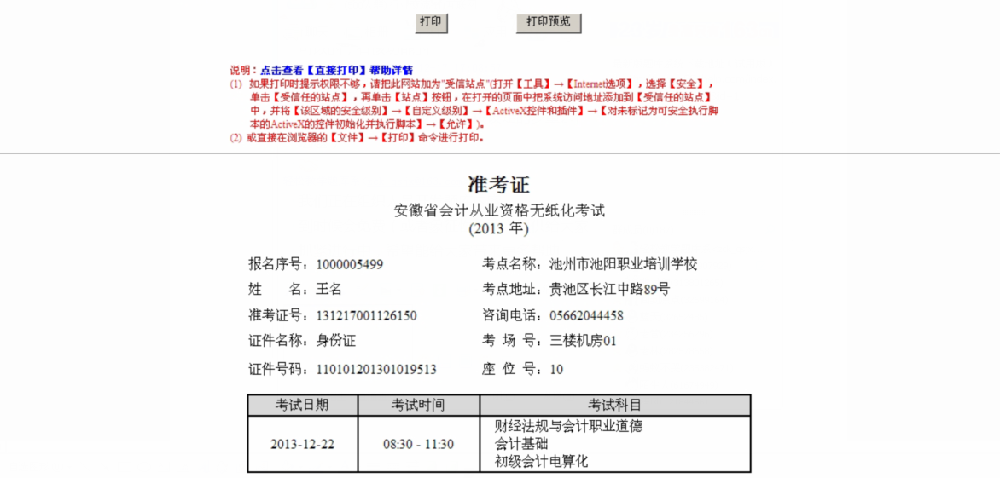 打印 打印预览
说明：点击查看【直接打印】帮助详情
(1) 如果打印时提示权限不够，请把此网站加为"受信站点"(打开【工具】→【Internet选项】，选择【安全】，
单击【受信任的站点】，再单击【站点】按钮，在打开的页面中把系统访问地址添加到【受信任的站点】
中，并将【该区域的安全级别】→【自定义级别】→【ActiveX控件和插件】→【对未标记为可安全执行脚
本的ActiveX的控件初始化并执行脚本】→【允许】)。
(2) 或直接在浏览器的【文件】→【打印】命令进行打印。
准考证
安徽省会计从业资格无纸化考试
(2013 年)
报名序号：1000005499 考点名称：池州市池阳职业培训学校
姓 名：王名 考点地址：贵池区长江中路89号
准考证号：131217001126150 咨询电话：05662044458
证件名称：身份证 考 场 号：三楼机房01
证件号码：110101201301019513 座 位 号：10
考试日期 考试时间 考试科目
2013-12-22 08:30 - 11:30 财经法规与会计职业道德
会计基础
初级会计电算化